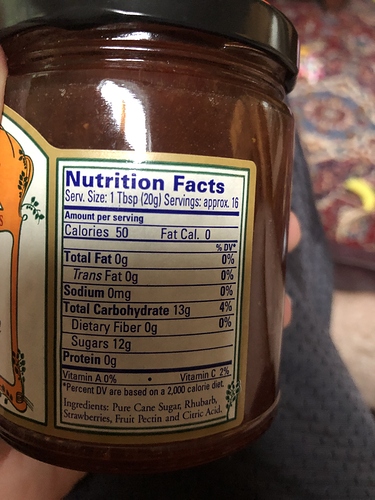 Nutrition Facts
Serv. Size: 1 Tbsp (20g) Servings: approx. 16
Amount per serving
Calories 50 Fat Cal. 0
% DV*
Total Fat 0g 0%
Trans Fat 0g 0%
Sodium 0mg 0%
Total Carbohydrate 13g 4%
Dietary Fiber 0g 0%
Sugars 12g
Protein 0g
Vitamin A 0% • Vitamin C 2%
*Percent DV are based on a 2,000 calorie diet.
Ingredients: Pure Cane Sugar, Rhubarb,
Strawberries, Fruit Pectin and Citric Acid.